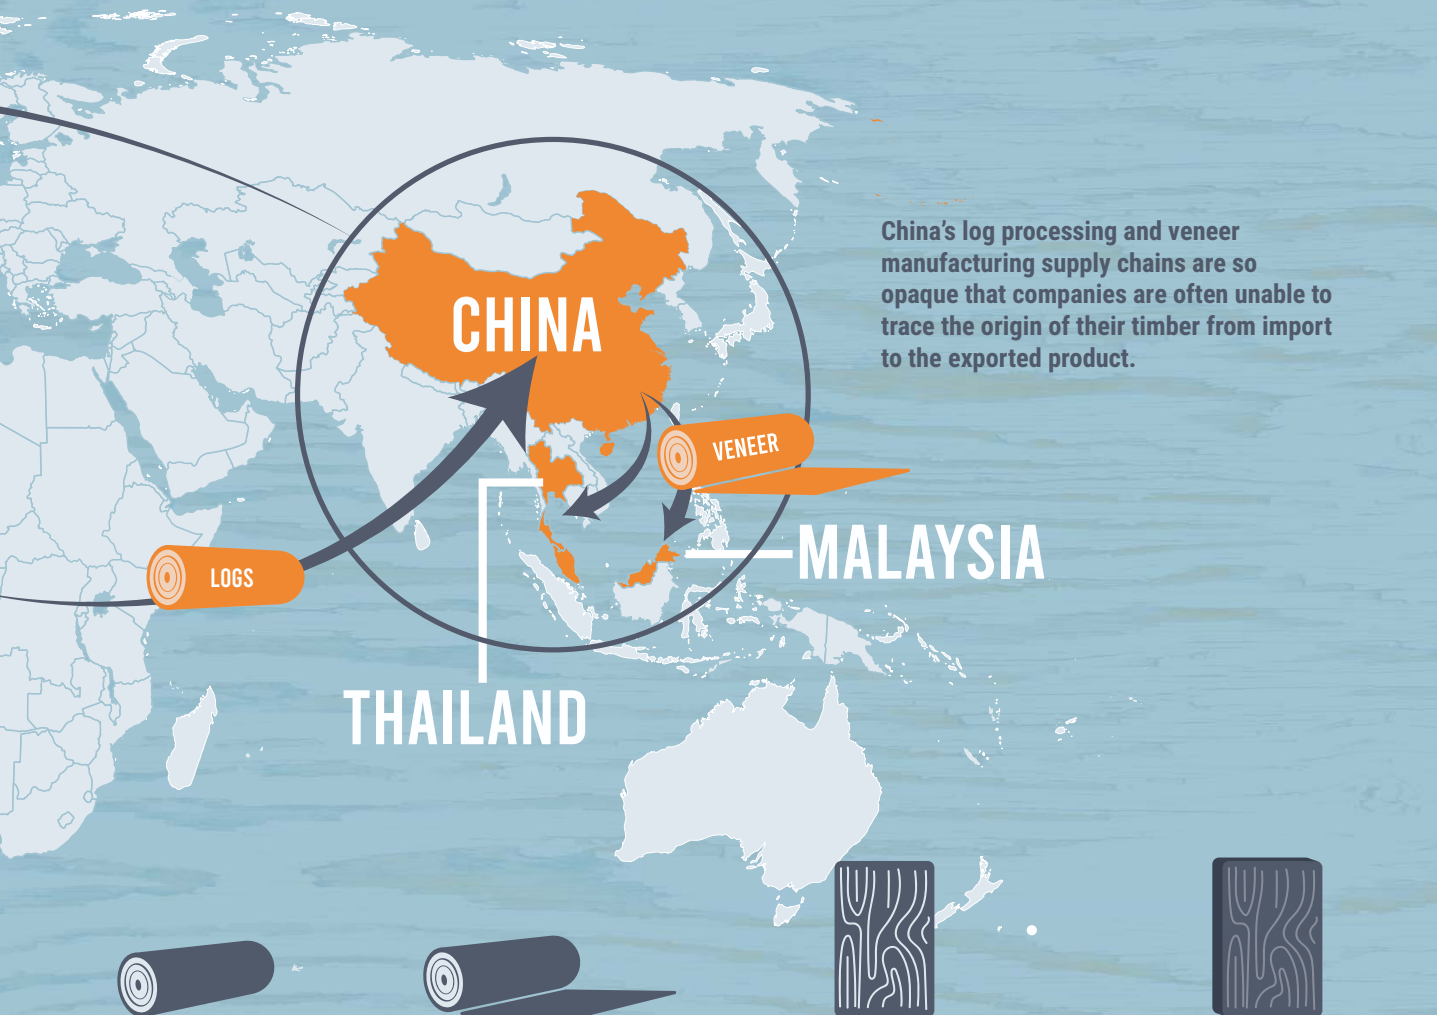 China's log processing and veneer
manufacturing supply chains are so
opaque that companies are often unable to
trace the origin of their timber from import
to the exported product.
CHINA
VENEER
MALAYSIA
LOGS
THAILAND